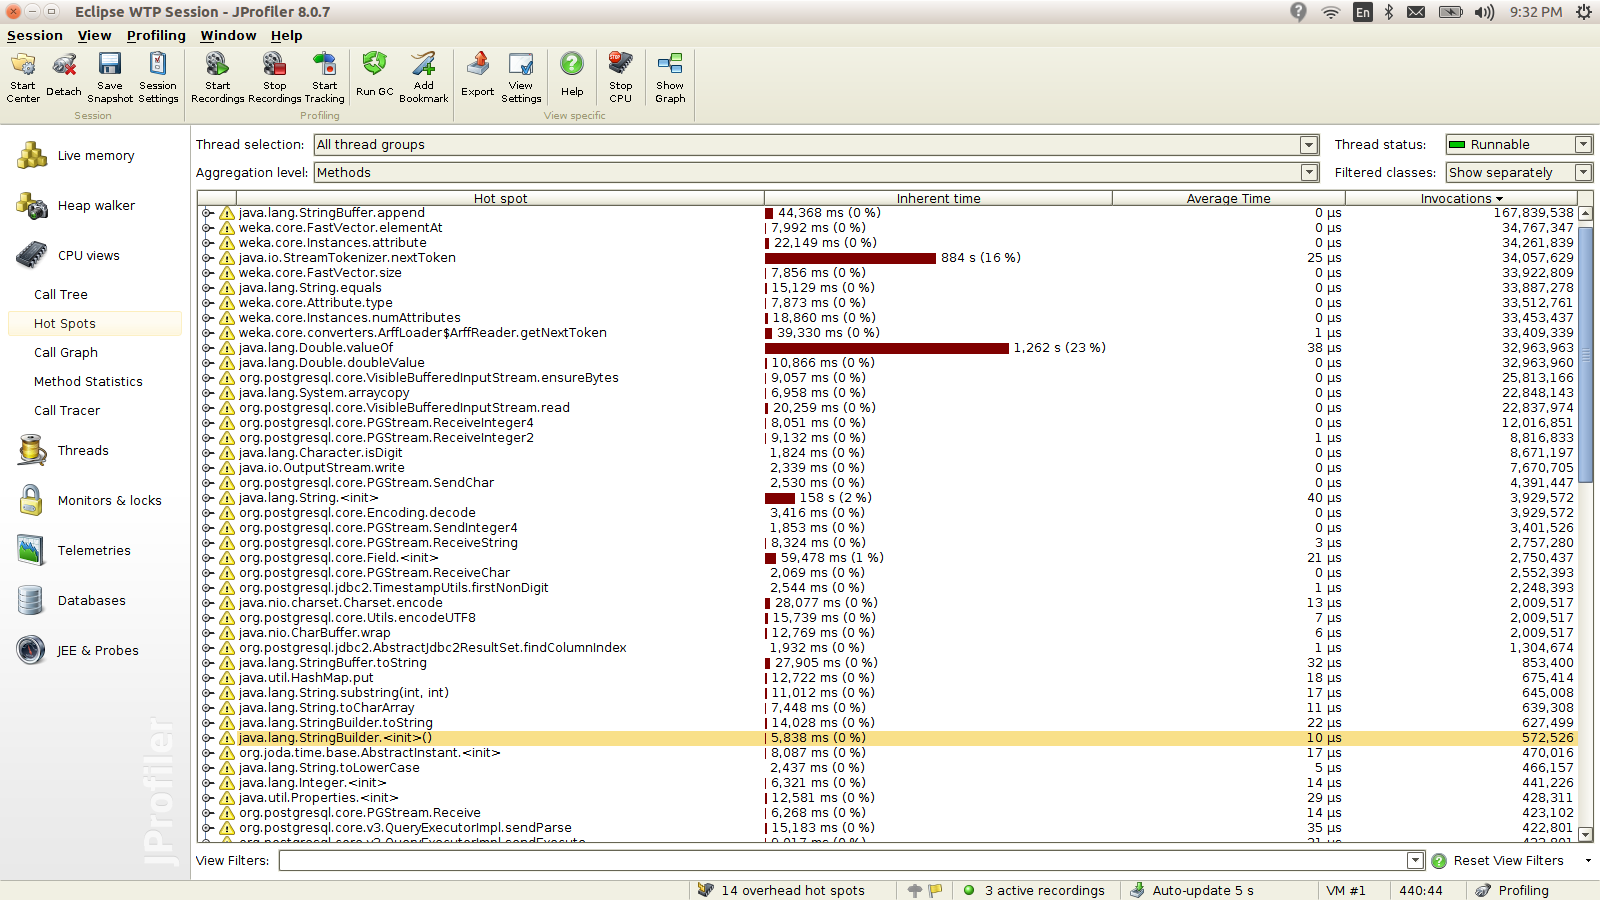 Eclipse WTP Session - JProfiler 8.0.7
En
9:32 PM
Session View Profiling Window Help
Start Center
Detach
Save Snapshot
Session Settings
Start Recordings
Stop Recordings
Start Tracking
Run GC
Add Bookmark
Export
View Settings
Help
Stop CPU
Show Graph
Session
Profiling
View specific
Live memory
Heap walker
CPU views
Call Tree
Hot Spots
Call Graph
Method Statistics
Call Tracer
Threads
Monitors & locks
Telemetries
Databases
JEE & Probes
JProfiler
Thread selection: All thread groups Thread status: Runnable
Aggregation level: Methods Filtered classes: Show separately
Hot spot Inherent time Average Time Invocations
java.lang.StringBuffer.append 44,368 ms (0 %) 0 µs 167,839,538
weka.core.FastVector.elementAt 7,992 ms (0 %) 0 µs 34,767,347
weka.core.Instances.attribute 22,149 ms (0 %) 0 µs 34,261,839
java.io.StreamTokenizer.nextToken 884 s (16 %) 25 µs 34,057,629
weka.core.FastVector.size 7,856 ms (0 %) 0 µs 33,922,809
java.lang.String.equals 15,129 ms (0 %) 0 µs 33,887,278
weka.core.Attribute.type 7,873 ms (0 %) 0 µs 33,512,761
weka.core.Instances.numAttributes 18,860 ms (0 %) 0 µs 33,453,437
weka.core.converters.ArffLoader$ArffReader.getNextToken 39,330 ms (0 %) 1 µs 33,409,339
java.lang.Double.valueOf 1,262 s (23 %) 38 µs 32,963,963
java.lang.Double.doubleValue 10,866 ms (0 %) 0 µs 32,963,960
org.postgresql.core.VisibleBufferedInputStream.ensureBytes 9,057 ms (0 %) 0 µs 25,813,166
java.lang.System.arraycopy 6,958 ms (0 %) 0 µs 22,848,143
org.postgresql.core.VisibleBufferedInputStream.read 20,259 ms (0 %) 0 µs 22,837,974
org.postgresql.core.PGStream.ReceiveInteger4 8,051 ms (0 %) 0 µs 12,016,851
org.postgresql.core.PGStream.ReceiveInteger2 9,132 ms (0 %) 1 µs 8,816,833
java.lang.Character.isDigit 1,824 ms (0 %) 0 µs 8,671,197
java.io.OutputStream.write 2,339 ms (0 %) 0 µs 7,670,705
org.postgresql.core.PGStream.SendChar 2,530 ms (0 %) 0 µs 4,391,447
java.lang.String.<init> 158 s (2 %) 40 µs 3,929,572
org.postgresql.core.Encoding.decode 3,416 ms (0 %) 0 µs 3,929,572
org.postgresql.core.PGStream.SendInteger4 1,853 ms (0 %) 0 µs 3,401,526
org.postgresql.core.PGStream.ReceiveString 8,324 ms (0 %) 3 µs 2,757,280
org.postgresql.core.Field.<init> 59,478 ms (1 %) 21 µs 2,750,437
org.postgresql.core.PGStream.ReceiveChar 2,069 ms (0 %) 0 µs 2,552,393
org.postgresql.jdbc2.TimestampUtils.firstNonDigit 2,544 ms (0 %) 1 µs 2,248,393
java.nio.charset.Charset.encode 28,077 ms (0 %) 13 µs 2,009,517
org.postgresql.core.Utils.encodeUTF8 15,739 ms (0 %) 7 µs 2,009,517
java.nio.CharBuffer.wrap 12,769 ms (0 %) 6 µs 2,009,517
org.postgresql.jdbc2.AbstractJdbc2ResultSet.findColumnIndex 1,932 ms (0 %) 1 µs 1,304,674
java.lang.StringBuffer.toString 27,905 ms (0 %) 32 µs 853,400
java.util.HashMap.put 12,722 ms (0 %) 18 µs 675,414
java.lang.String.substring(int, int) 11,012 ms (0 %) 17 µs 645,008
java.lang.String.toCharArray 7,448 ms (0 %) 11 µs 639,308
java.lang.StringBuilder.toString 14,028 ms (0 %) 22 µs 627,499
java.lang.StringBuilder.<init>() 5,838 ms (0 %) 10 µs 572,526
org.joda.time.base.AbstractInstant.<init> 8,087 ms (0 %) 17 µs 470,016
java.lang.String.toLowerCase 2,437 ms (0 %) 5 µs 466,157
java.lang.Integer.<init> 6,321 ms (0 %) 14 µs 441,226
java.util.Properties.<init> 12,581 ms (0 %) 29 µs 428,311
org.postgresql.core.PGStream.Receive 6,268 ms (0 %) 14 µs 423,102
org.postgresql.core.v3.QueryExecutorImpl.sendParse 15,183 ms (0 %) 35 µs 422,801
org.postgresql.core.v3.QueryExecutorImpl.sendExecute 9,017 ms (0 %) 21 µs 422,801
View Filters: Reset View Filters
14 overhead hot spots 3 active recordings Auto-update 5 s VM #1 440:44 Profiling